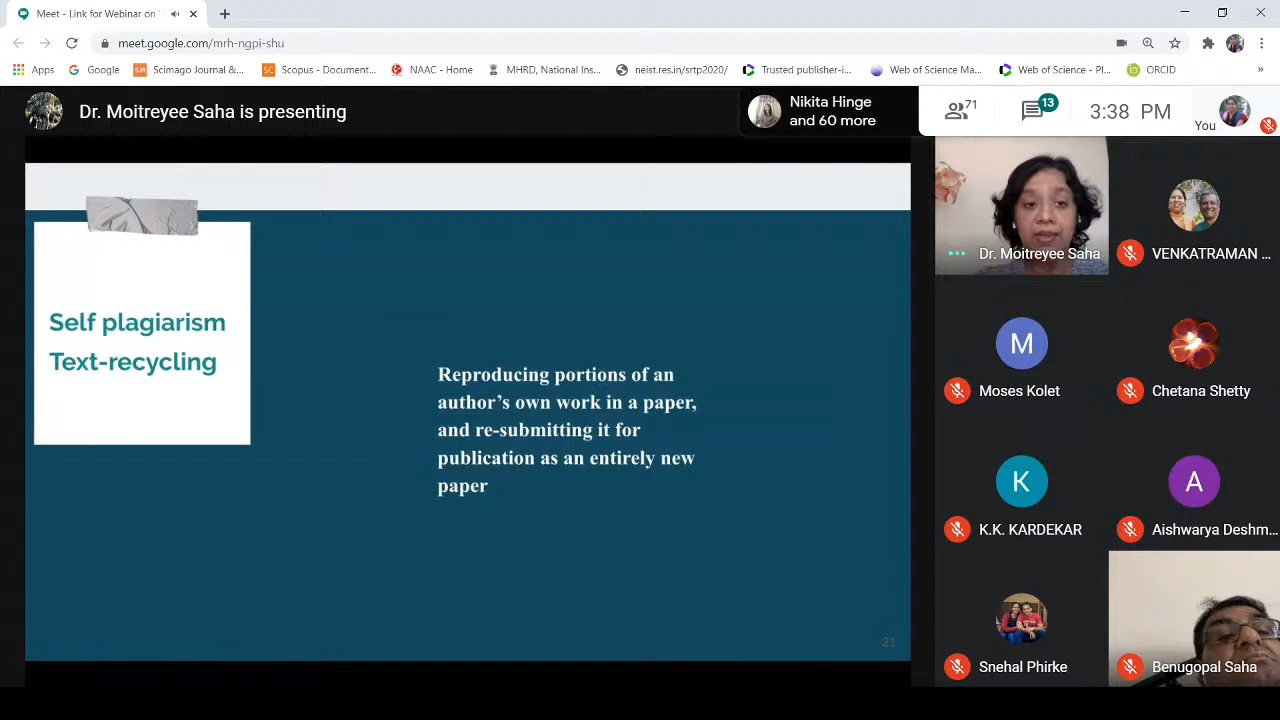 Meet - Link for Webinar on
meet.google.com/mrh-ngpi-shu
Apps
Google
SJR
Scimago Journal &...
SC
Scopus - Document...
NAAC - Home
MHRD, National Ins...
neist.res.in/srtp2020/
Trusted publisher-i...
Web of Science Ma...
Web of Science - Pl...
iD
ORCID
»
Dr. Moitreyee Saha is presenting
Nikita Hinge
and 60 more
71
13
3:38 PM
You
Self plagiarism
Text-recycling
Reproducing portions of an
author's own work in a paper,
and re-submitting it for
publication as an entirely new
paper
21
Dr. Moitreyee Saha
VENKATRAMAN ...
M
Moses Kolet
Chetana Shetty
K
K.K. KARDEKAR
A
Aishwarya Deshm...
Snehal Phirke
Benugopal Saha